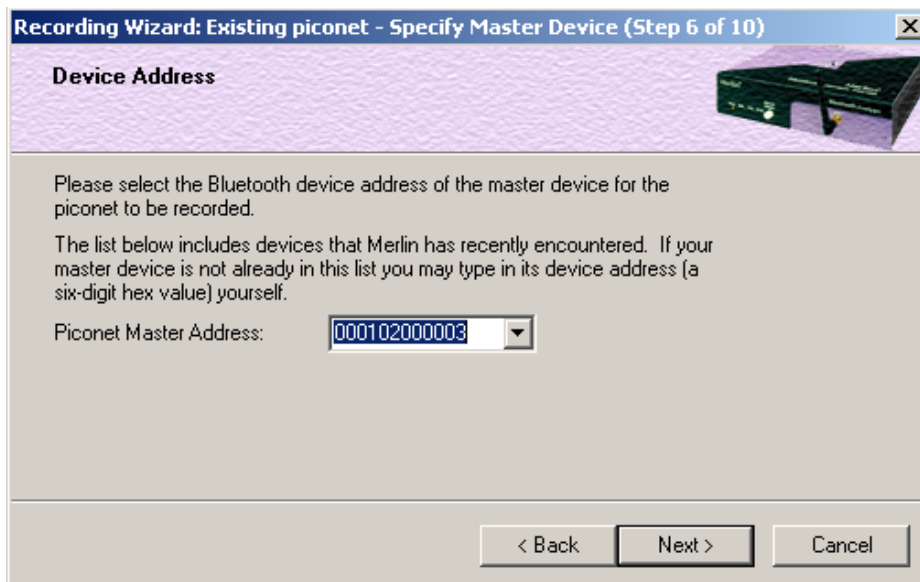 Recording Wizard: Existing piconet - Specify Master Device (Step 6 of 10)
Device Address
Please select the Bluetooth device address of the master device for the
piconet to be recorded.
The list below includes devices that Merlin has recently encountered. If your
master device is not already in this list you may type in its device address (a
six-digit hex value) yourself.
Piconet Master Address:
000102000003
< Back
Next >
Cancel